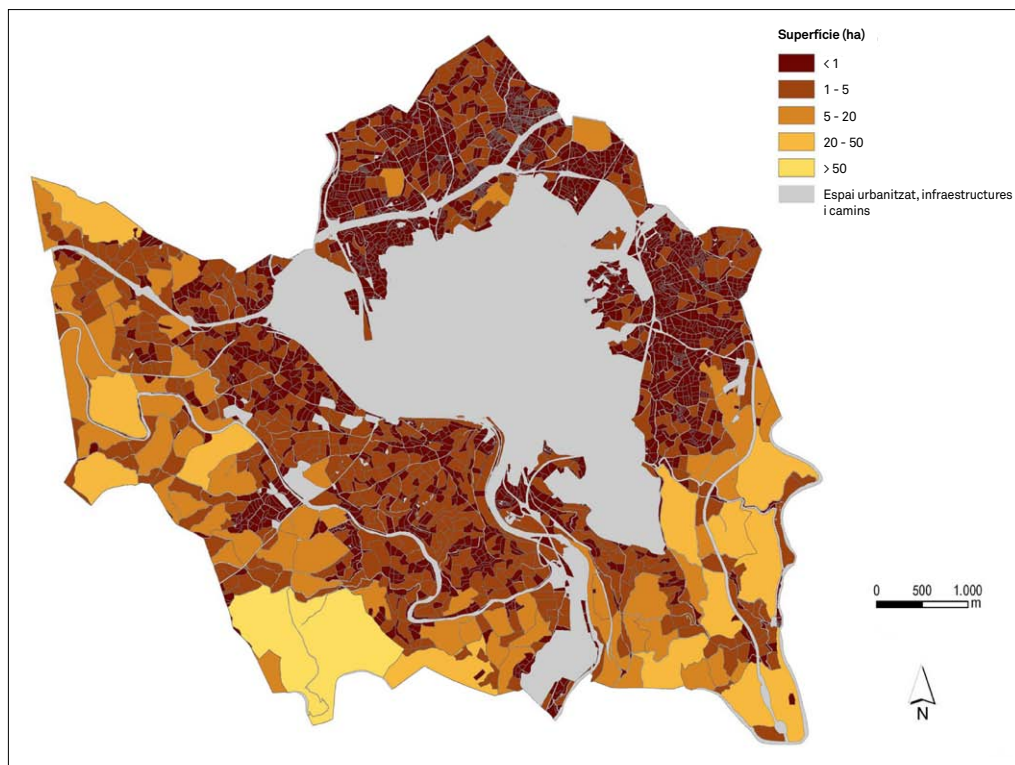 Superfície (ha)
< 1
1 - 5
5 - 20
20 - 50
> 50
Espai urbanitzat, infraestructures
i camins
0 500 1.000
m
N